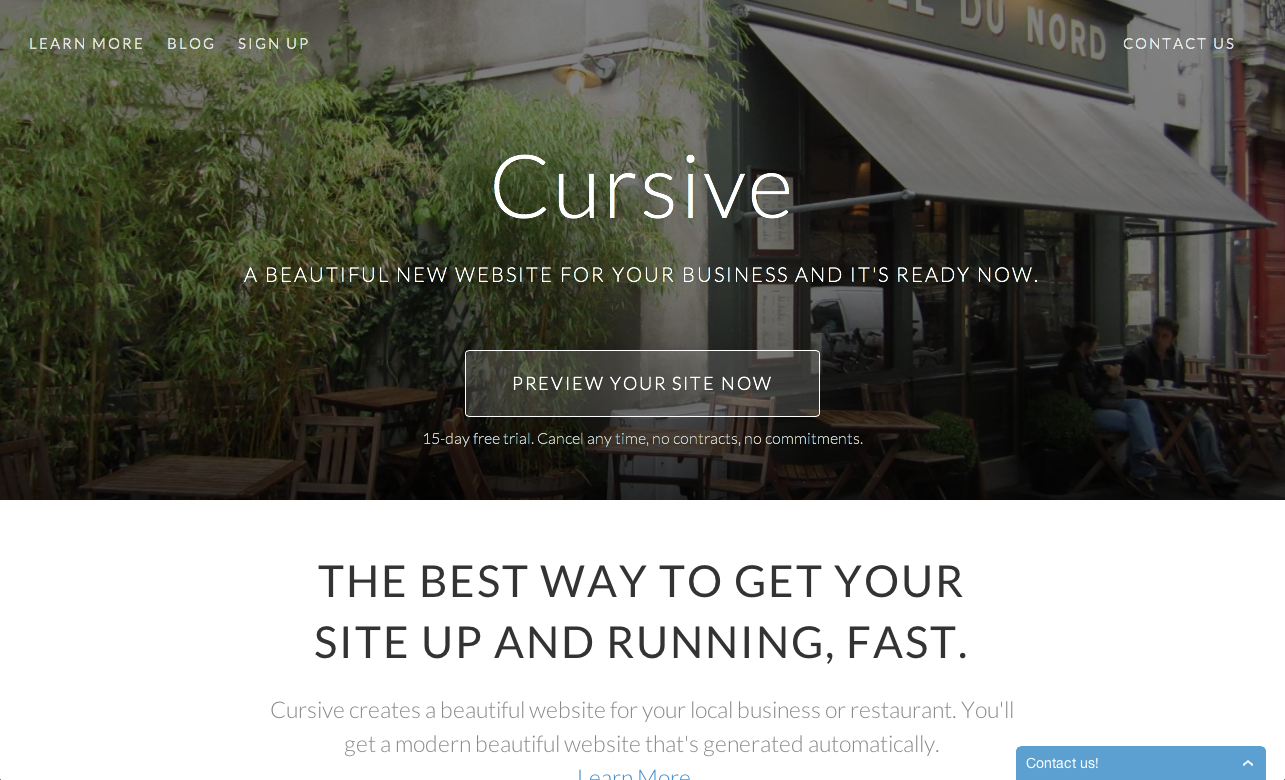 LEARN MORE BLOG SIGN UP CONTACT US
DU NORD
Cursive
A BEAUTIFUL NEW WEBSITE FOR YOUR BUSINESS AND IT'S READY NOW.
PREVIEW YOUR SITE NOW
15-day free trial. Cancel any time, no contracts, no commitments.
THE BEST WAY TO GET YOUR
SITE UP AND RUNNING, FAST.
Cursive creates a beautiful website for your local business or restaurant. You'll
get a modern beautiful website that's generated automatically.
Learn More
Contact us!